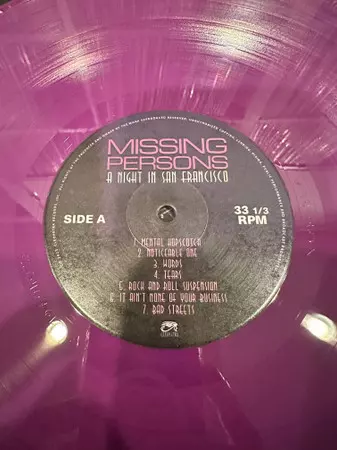 MISSING
PERSONS
A NIGHT IN SAN FRANCISCO
SIDE A
33 1/3
RPM
1. MENTAL HOPSCOTCH
2. NOTICEABLE ONE
3. WORDS
4. TEARS
5. ROCK AND ROLL SUSPENSION
6. IT AIN'T NONE OF YOUR BUSINESS
7. BAD STREETS